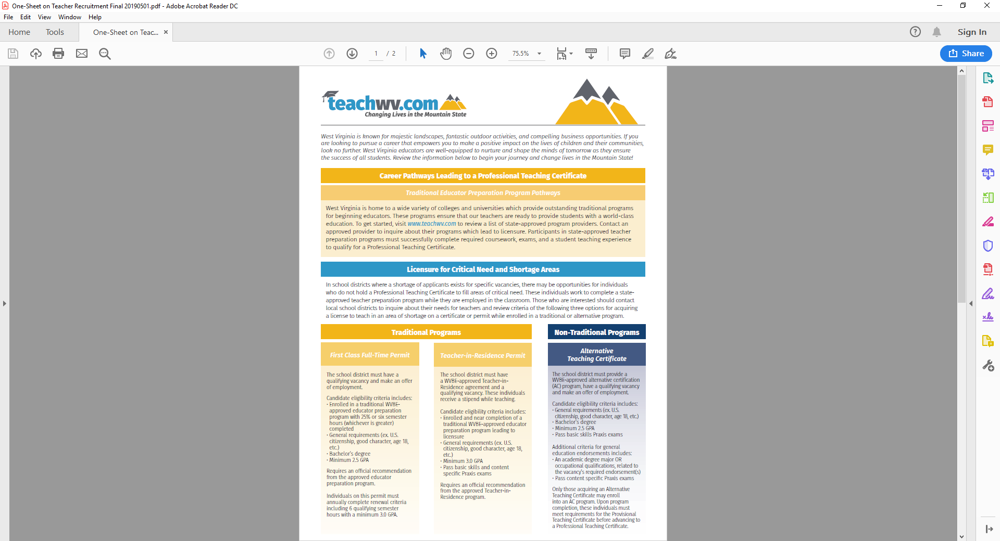 One-Sheet on Teacher Recruitment Final 20190501.pdf - Adobe Acrobat Reader DC
File Edit View Window Help
Home Tools One-Sheet on Teac... × Sign In
1 / 2 75.5% Share
teachwv.com
Changing Lives in the Mountain State
West Virginia is known for majestic landscapes, fantastic outdoor activities, and compelling business opportunities. If you
are looking to pursue a career that empowers you to make a positive impact on the lives of children and their communities,
look no further. West Virginia educators are well-equipped to nurture and shape the minds of tomorrow as they ensure
the success of all students. Review the information below to begin your journey and change lives in the Mountain State!
Career Pathways Leading to a Professional Teaching Certificate
Traditional Educator Preparation Program Pathways
West Virginia is home to a wide variety of colleges and universities which provide outstanding traditional programs
for beginning educators. These programs ensure that our teachers are ready to provide students with a world-class
education. To get started, visit www.teachwv.com to review a list of state-approved program providers. Contact an
approved provider to inquire about their programs which lead to licensure. Participants in state-approved teacher
preparation programs must successfully complete required coursework, exams, and a student teaching experience
to qualify for a Professional Teaching Certificate.
Licensure for Critical Need and Shortage Areas
In school districts where a shortage of applicants exists for specific vacancies, there may be opportunities for individuals
who do not hold a Professional Teaching Certificate to fill areas of critical need. These individuals work to complete a state-
approved teacher preparation program while they are employed in the classroom. Those who are interested should contact
local school districts to inquire about their needs for teachers and review criteria of the following three options for acquiring
a license to teach in an area of shortage on a certificate or permit while enrolled in a traditional or alternative program.
Traditional Programs
First Class Full-Time Permit
The school district must have a
qualifying vacancy and make an offer
of employment.
Candidate eligibility criteria includes:
• Enrolled in a traditional WVBE-
approved educator preparation
program with 25% or six semester
hours (whichever is greater)
completed
• General requirements (ex. U.S.
citizenship, good character, age 18,
etc.)
• Bachelor's degree
• Minimum 2.5 GPA
Requires an official recommendation
from the approved educator
preparation program.
Individuals on this permit must
annually complete renewal criteria
including 6 qualifying semester
hours with a minimum 3.0 GPA.
Teacher-in-Residence Permit
The school district must have
a WVBE-approved Teacher-in-
Residence agreement and a
qualifying vacancy. These individuals
receive a stipend while teaching.
Candidate eligibility criteria includes:
• Enrolled and near completion of a
traditional WVBE-approved educator
preparation program leading to
licensure
• General requirements (ex. U.S.
citizenship, good character, age 18,
etc.)
• Minimum 3.0 GPA
• Pass basic skills and content
specific Praxis exams
Requires an official recommendation
from the approved Teacher-in-
Residence program.
Non-Traditional Programs
Alternative
Teaching Certificate
The school district must provide a
WVBE-approved alternative certification
(AC) program, have a qualifying vacancy
and make an offer of employment.
Candidate eligibility criteria includes:
• General requirements (ex. U.S.
citizenship, good character, age 18, etc.)
• Bachelor's degree
• Minimum 2.5 GPA
• Pass basic skills Praxis exams
Additional criteria for general
education endorsements includes:
• An academic degree major OR
occupational qualifications, related to
the vacancy's required endorsement(s)
• Pass content specific Praxis exams
Only those acquiring an Alternative
Teaching Certificate may enroll
into an AC program. Upon program
completion, these individuals must
meet requirements for the Provisional
Teaching Certificate before advancing to
a Professional Teaching Certificate.